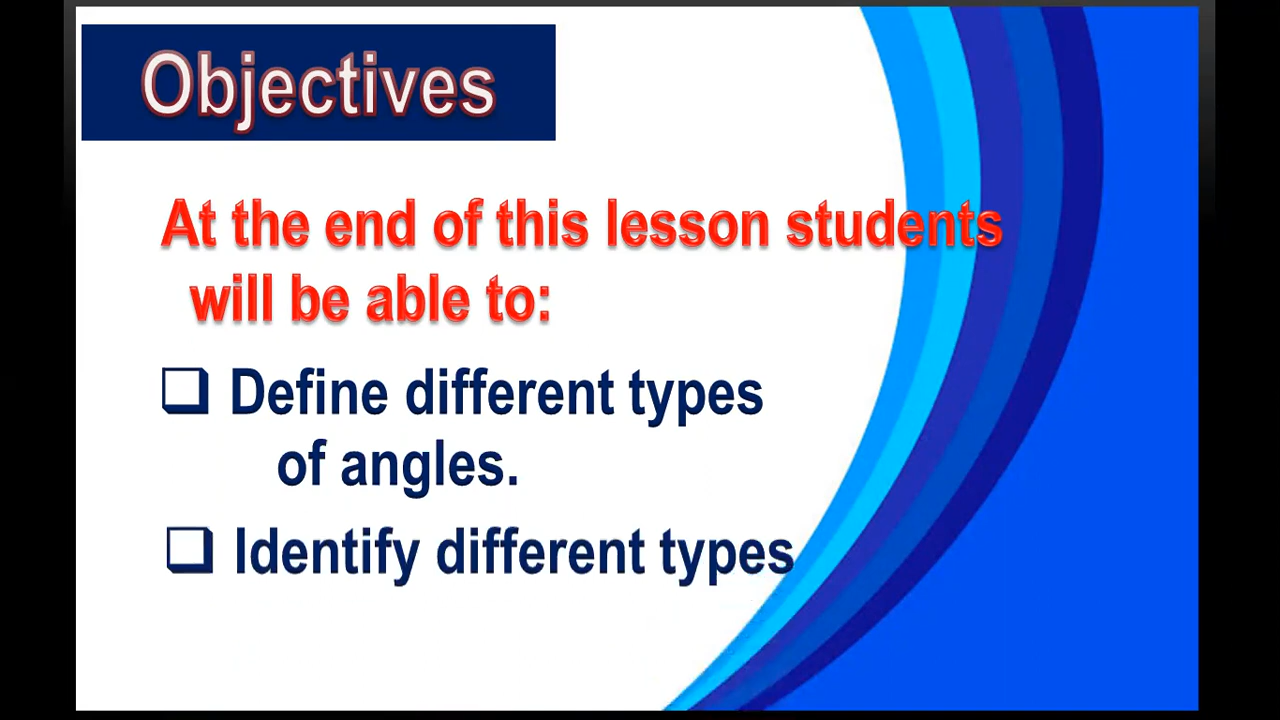 Objectives
At the end of this lesson students
will be able to:
❑ Define different types
of angles.
❑ Identify different types